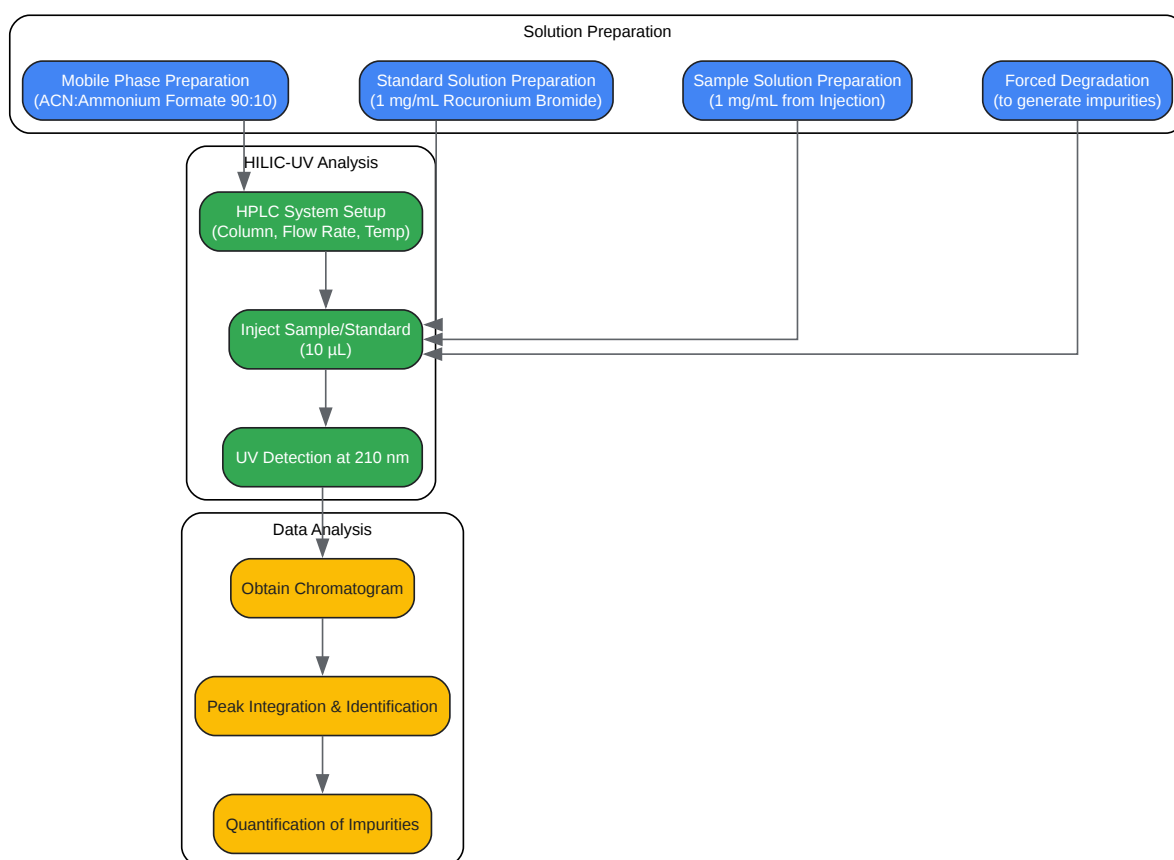 Solution Preparation
Mobile Phase Preparation
(ACN:Ammonium Formate 90:10)
Standard Solution Preparation
(1 mg/mL Rocuronium Bromide)
Sample Solution Preparation
(1 mg/mL from Injection)
Forced Degradation
(to generate impurities)
HILIC-UV Analysis
HPLC System Setup
(Column, Flow Rate, Temp)
Inject Sample/Standard
(10 µL)
UV Detection at 210 nm
Data Analysis
Obtain Chromatogram
Peak Integration & Identification
Quantification of Impurities